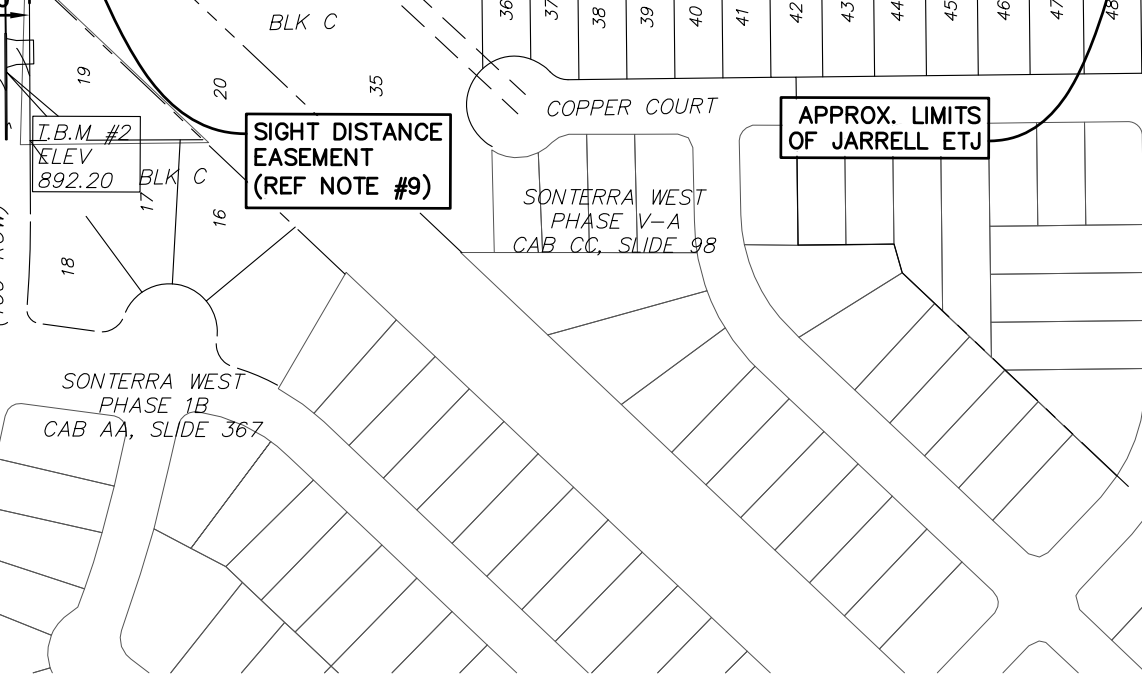 BLK C
36
37
38
39
40
41
42
43
44
45
46
47
48
19
20
35
COPPER COURT
APPROX. LIMITS
OF JARRELL ETJ
SIGHT DISTANCE
EASEMENT
(REF NOTE #9)
T.B.M #2
ELEV
892.20
BLK C
17
16
18
SONTERRA WEST
PHASE V-A
CAB CC, SLIDE 98
SONTERRA WEST
PHASE 1B
CAB AA, SLIDE 367